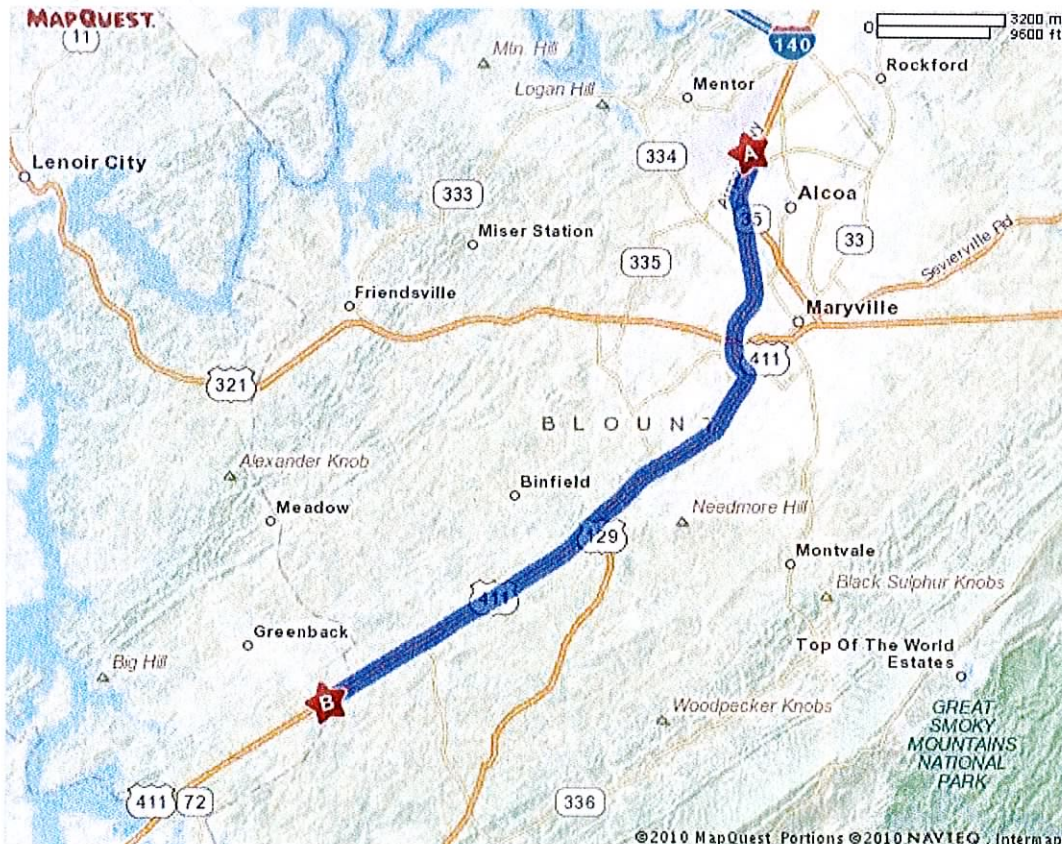 MAPQUEST.
0
3200 m
9600 ft
11
140
Mtn. Hill
Mentor
Rockford
Logan Hill
Lenoir City
A
334
333
Alcoa
Miser Station
35
33
335
Sevierville Rd
Friendsville
Maryville
321
411
BLOUNT
Alexander Knob
Binfield
Meadow
Needmore Hill
129
Montvale
Black Sulphur Knobs
411
Greenback
Top Of The World
Estates
Big Hill
B
Woodpecker Knobs
GREAT
SMOKY
MOUNTAINS
NATIONAL
PARK
411
72
336
©2010 MapQuest Portions ©2010 NAVTEQ, Intermap